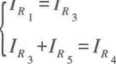 I_{R_1} = I_{R_3}
I_{R_3} + I_{R_5} = I_{R_4}